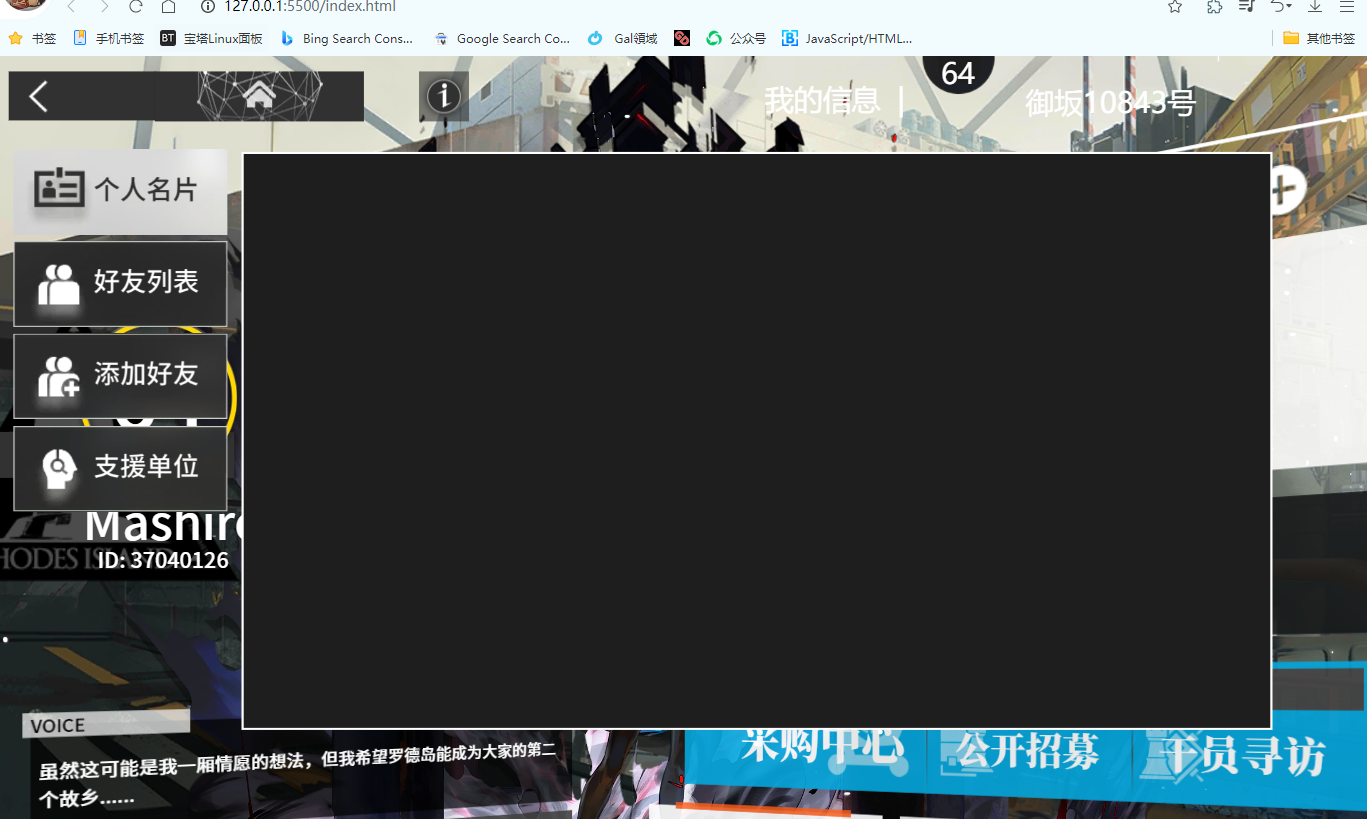 127.0.0.1:5500/index.html
书签 手机书签 BT 宝塔Linux面板 Bing Search Cons... Google Search Co... Gal領域 公众号 B JavaScript/HTML... 其他书签
64
我的信息 | 御坂10843号
个人名片
好友列表
添加好友
支援单位
Mashir
HODES ISLAND
ID: 37040126
VOICE
虽然这可能是我一厢情愿的想法，但我希望罗德岛能成为大家的第二
个故乡......
采购中心 公开招募 干员寻访